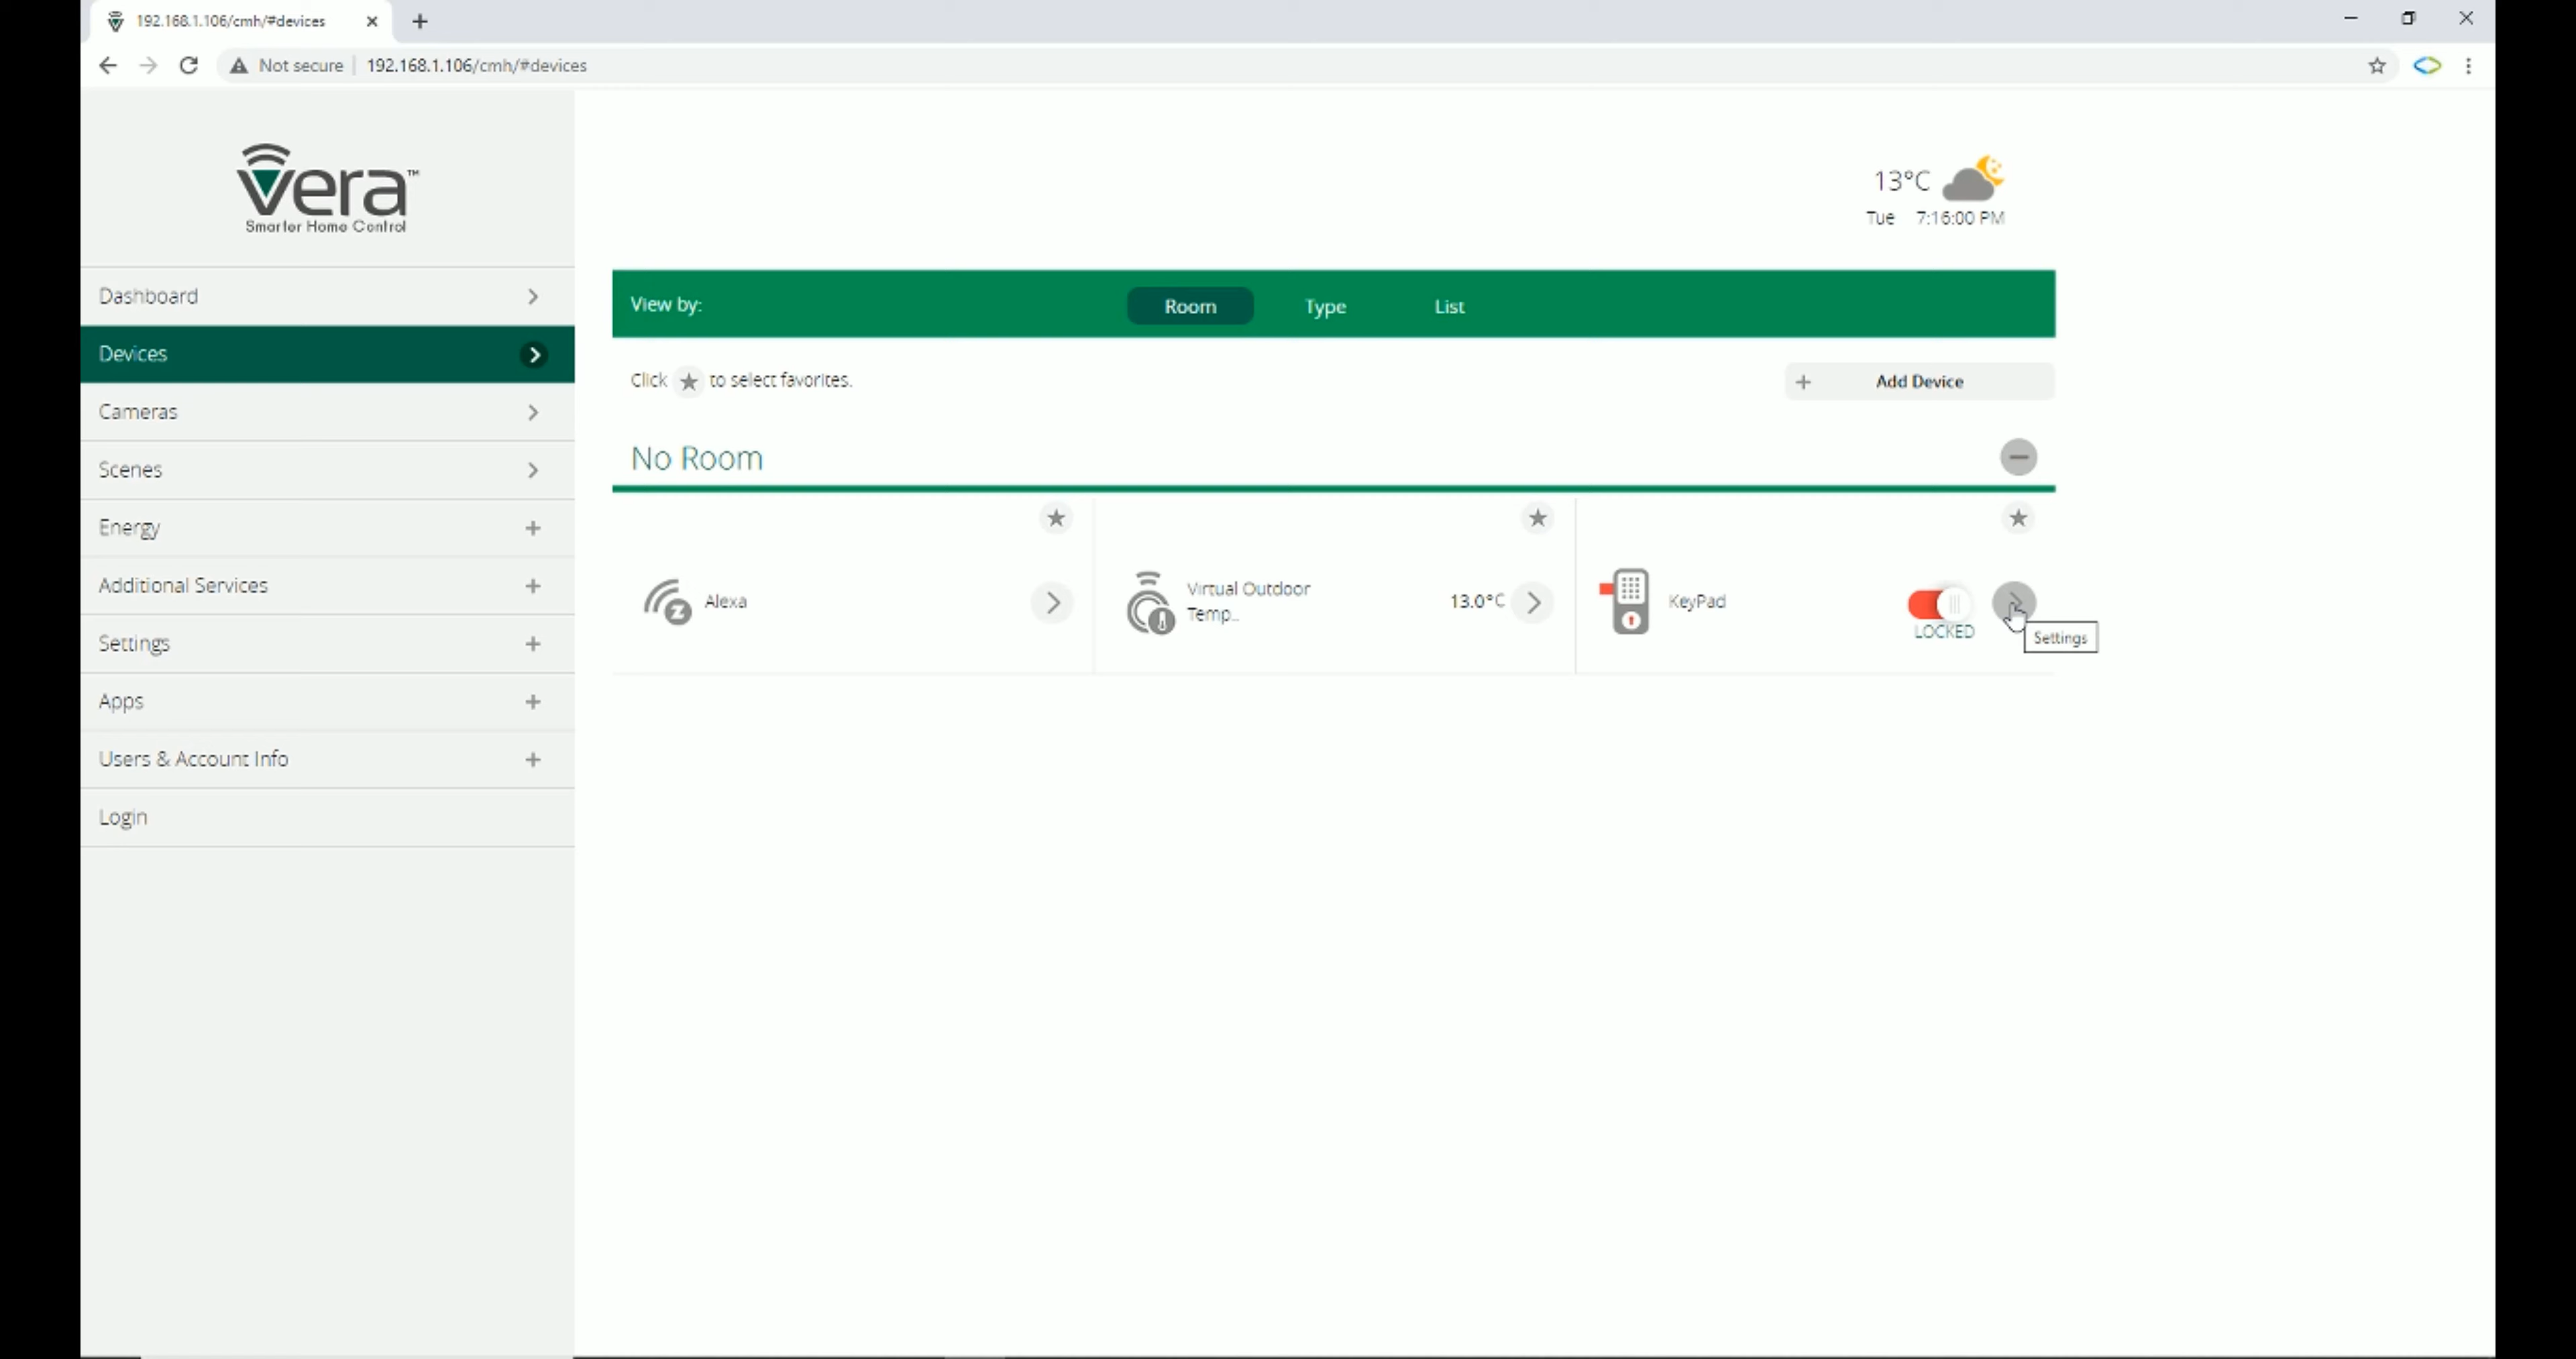 192.168.1.106/cmh/#devices
Not secure
192.168.1.106/cmh/#devices
vera™
Smarter Home Control
Dashboard
Devices
Cameras
Scenes
Energy
Additional Services
Settings
Apps
Users & Account Info
Login
13°C
Tue 7:16:00 PM
View by:
Room
Type
List
Click ★ to select favorites.
+ Add Device
No Room
Alexa
Virtual Outdoor
Temp..
13.0°C
KeyPad
LOCKED
Settings